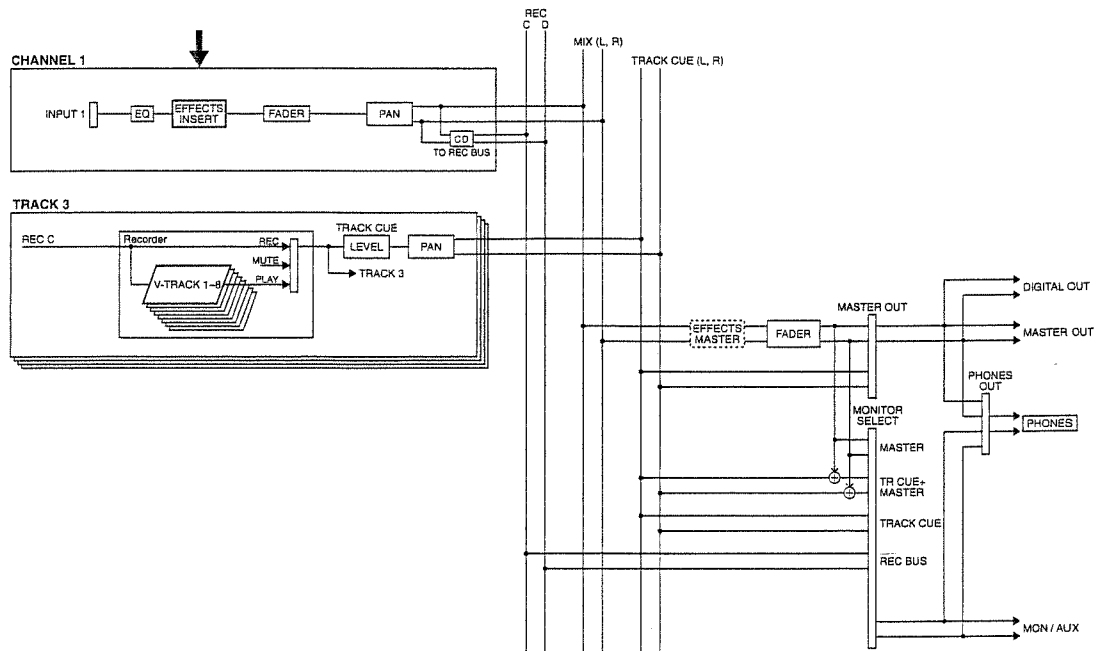 REC
C D
MIX (L, R)
TRACK CUE (L, R)
CHANNEL 1
INPUT 1
EQ
EFFECTS
INSERT
FADER
PAN
CD
TO REC BUS
TRACK 3
REC C
Recorder
REC
MUTE
PLAY
V-TRACK 1–8
TRACK CUE
LEVEL
PAN
TRACK 3
EFFECTS
MASTER
FADER
MASTER OUT
DIGITAL OUT
MASTER OUT
PHONES
OUT
PHONES
MONITOR
SELECT
MASTER
TR CUE+
MASTER
TRACK CUE
REC BUS
MON / AUX